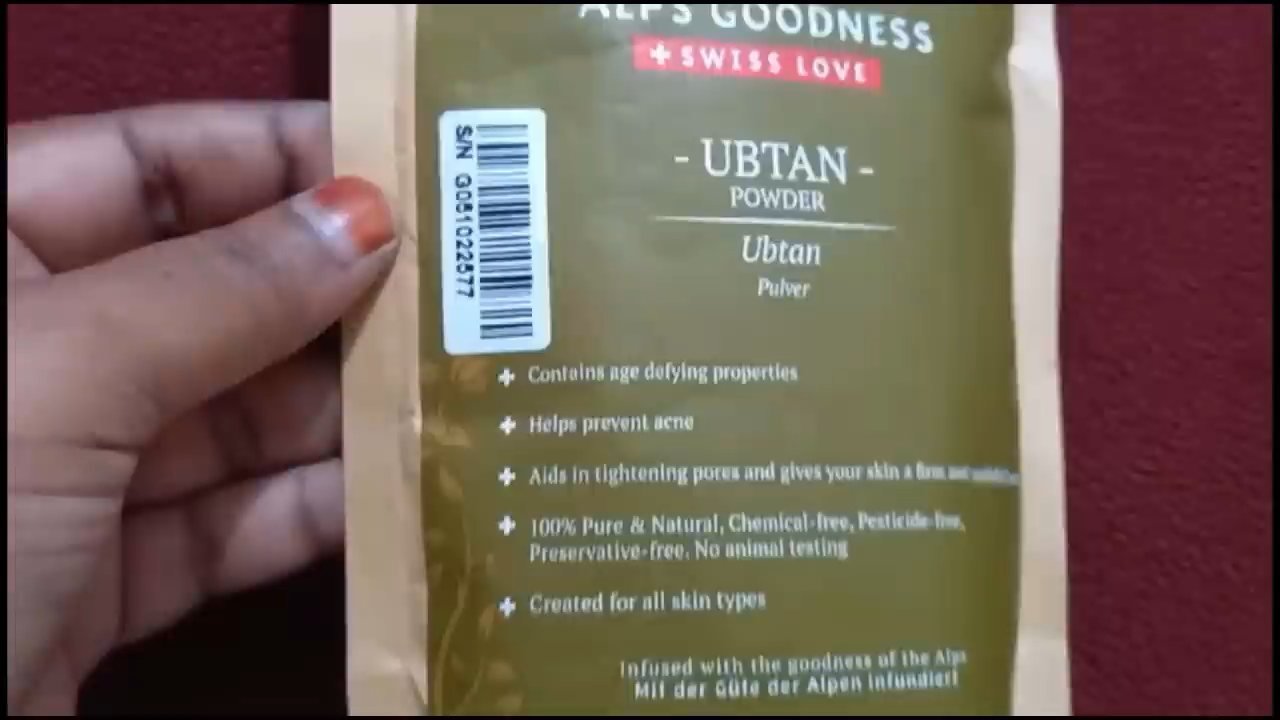 ALPS GOODNESS
+ SWISS LOVE
S/N G051022577
- UBTAN -
POWDER
Ubtan
Pulver
+ Contains age defying properties
+ Helps prevent acne
+ Aids in tightening pores and gives your skin a firm and
+ 100% Pure & Natural, Chemical-free, Pesticide-free,
Preservative-free. No animal testing
+ Created for all skin types
Infused with the goodness of the Alps
Mit der Güte der Alpen infundiert